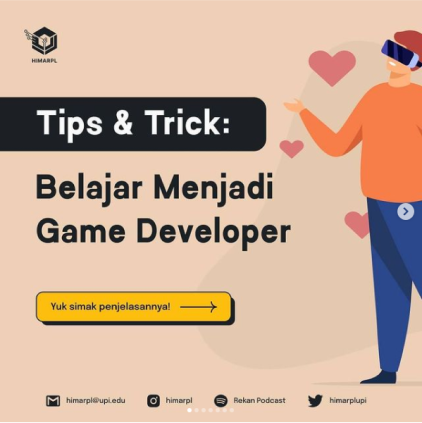 HIMARPL
Tips & Trick:
Belajar Menjadi
Game Developer
Yuk simak penjelasannya!
himarpl@upi.edu
himarpl
Rekan Podcast
himarplupi